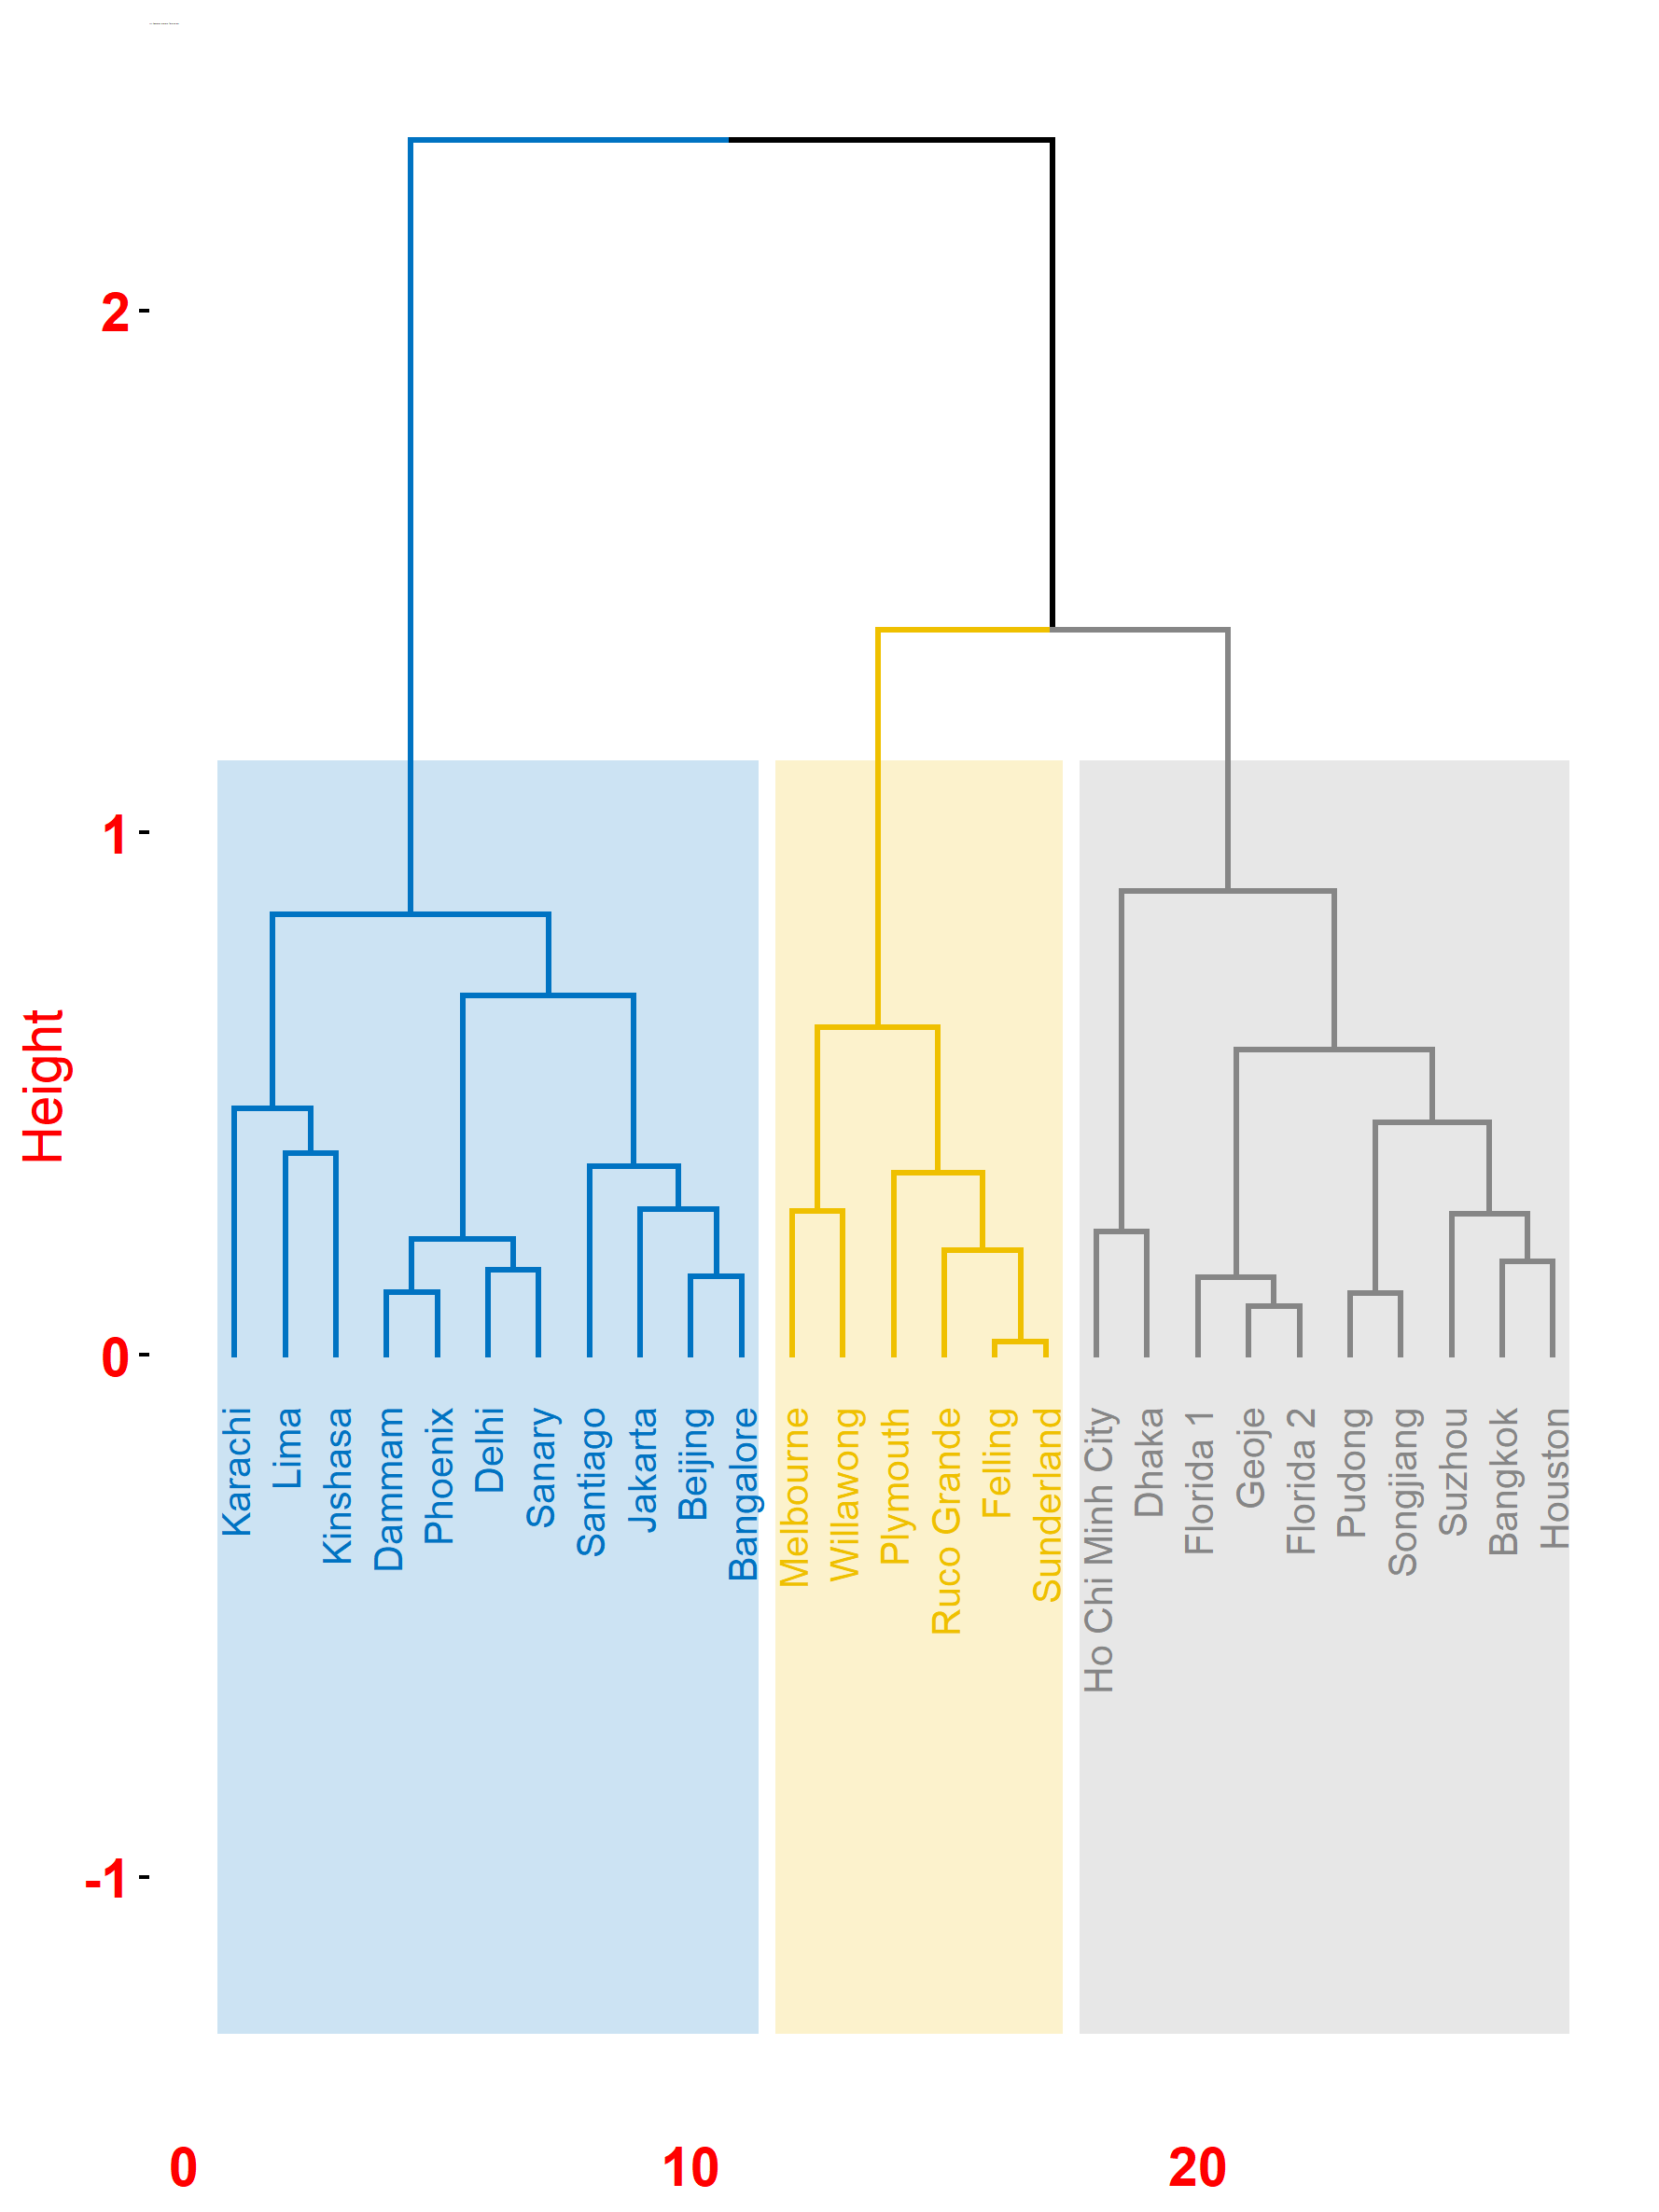 2
1
0
-1
Height
Karachi
Lima
Kinshasa
Dammam
Phoenix
Delhi
Sanary
Santiago
Jakarta
Beijing
Bangalore
Melbourne
Willawong
Plymouth
Ruco Grande
Felling
Sunderland
Ho Chi Minh City
Dhaka
Florida 1
Geoje
Florida 2
Pudong
Songjiang
Suzhou
Bangkok
Houston
0
10
20